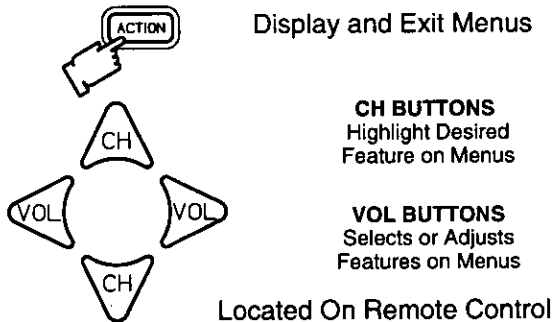 ACTION
Display and Exit Menus
CH
CH BUTTONS
Highlight Desired
Feature on Menus
VOL
VOL
VOL BUTTONS
Selects or Adjusts
Features on Menus
CH
Located On Remote Control